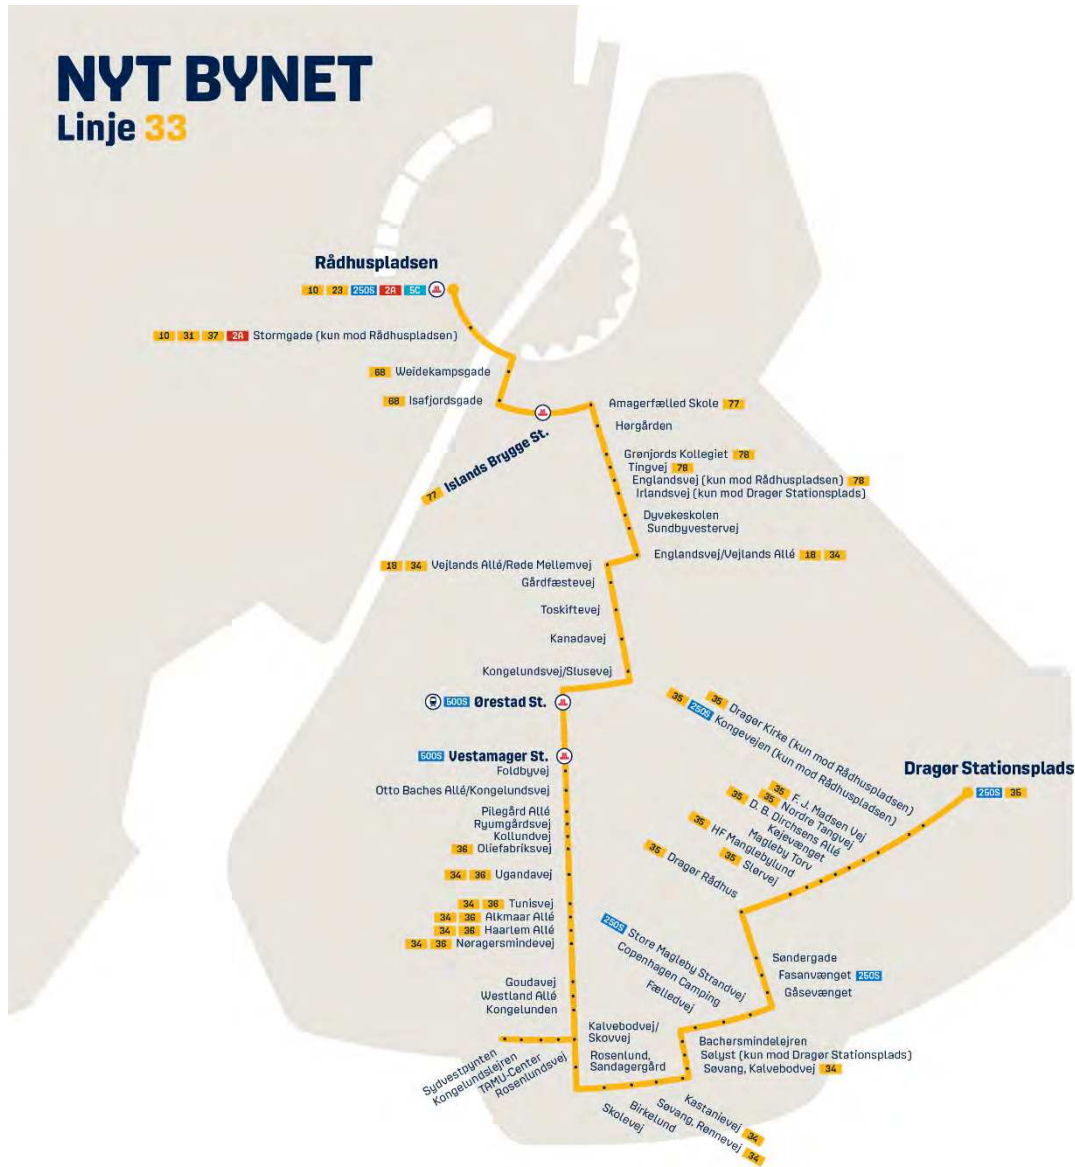 NYT BYNET
Linje 33
Rådhuspladsen
10 23 250S 2A 5C
10 31 37 2A Stormgade (kun mod Rådhuspladsen)
68 Weidekampsgade
68 Isafjordsgade
77 Islands Brygge St.
Amagerfælled Skole 77
Hørgården
Grønjords Kollegiet 78
Tingvej 78
Englandsvej (kun mod Rådhuspladsen) 78
Irlandsvej (kun mod Dragør Stationsplads)
Dyvekeskolen
Sundbyvestervej
Englandsvej/Vejlands Allé 18 34
18 34 Vejlands Allé/Røde Mellemvej
Gårdfæstevej
Toskiftevej
Kanadavej
Kongelundsvej/Slusevej
500S Ørestad St.
500S Vestamager St.
Foldbyvej
Otto Baches Allé/Kongelundsvej
Pilegård Allé
Ryumgårdsvej
Kollundvej
36 Oliefabriksvej
34 36 Ugandavej
34 36 Tunisvej
34 36 Alkmaar Allé
34 36 Haarlem Allé
34 36 Nøragersmindevej
Goudavej
Westland Allé
Kongelunden
Kalvebodvej/
Skovvej
Sydvestpynten
Kongelundslejren
TAMU-Center
Rosenlundsvej
Rosenlund,
Sandagergård
Skolevej
Birkelund
Søvang, Rønnevej 34
Kastanievej 34
Søvang, Kalvebodvej 34
Sølyst (kun mod Dragør Stationsplads)
Bachersmindelejren
Fælledvej
Copenhagen Camping
250S Store Magleby Strandvej
Gåsevænget
Fasanvænget 250S
Søndergade
35 Dragør Rådhus
35 Slørvej
35 HF Manglebylund
Magleby Torv
Køjevænget
35 D. B. Dirchsens Allé
35 Nordre Tangvej
35 F. J. Madsen Vej
35 250S Kongevejen (kun mod Rådhuspladsen)
35 Dragør Kirke (kun mod Rådhuspladsen)
Dragør Stationsplads
250S 35